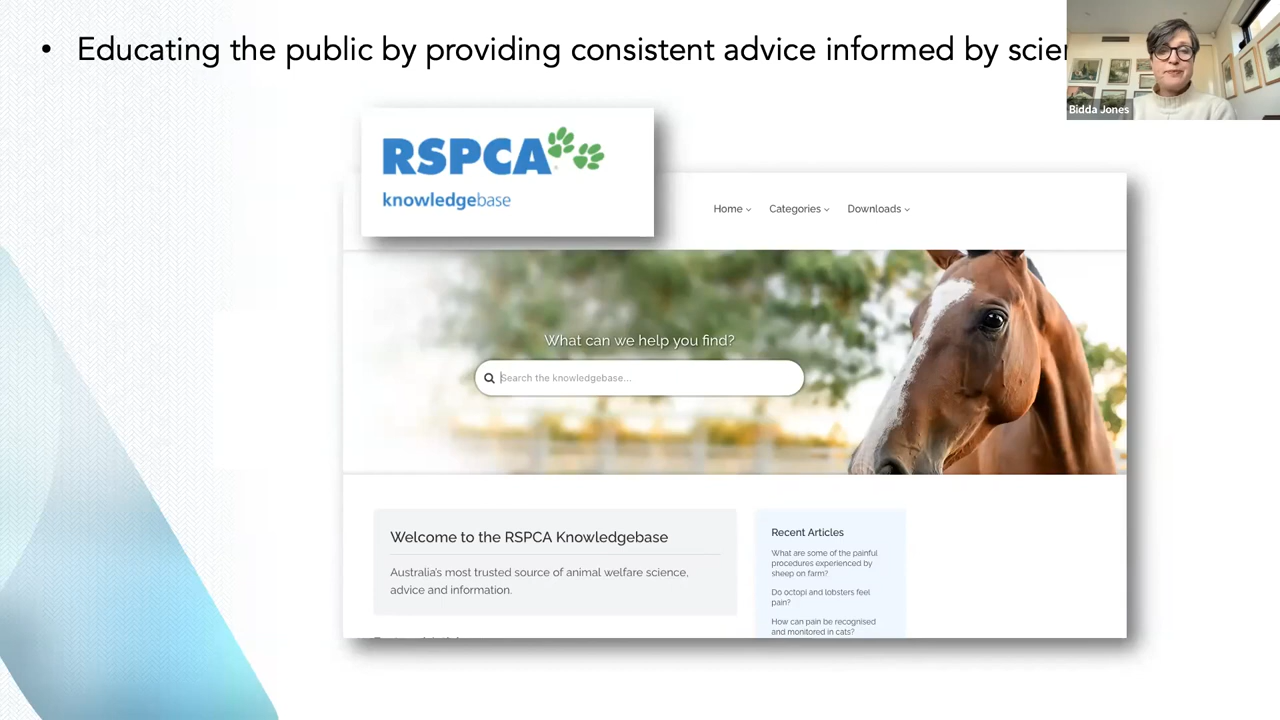 • Educating the public by providing consistent advice informed by
Bidda Jones
RSPCA
knowledgebase
Home
Categories
Downloads
What can we help you find?
Search the knowledgebase...
Welcome to the RSPCA Knowledgebase
Australia's most trusted source of animal welfare science,
advice and information.
Recent Articles
What are some of the painful
procedures experienced by
sheep on farm?
Do octopi and lobsters feel
pain?
How can pain be recognised
and monitored in cats?